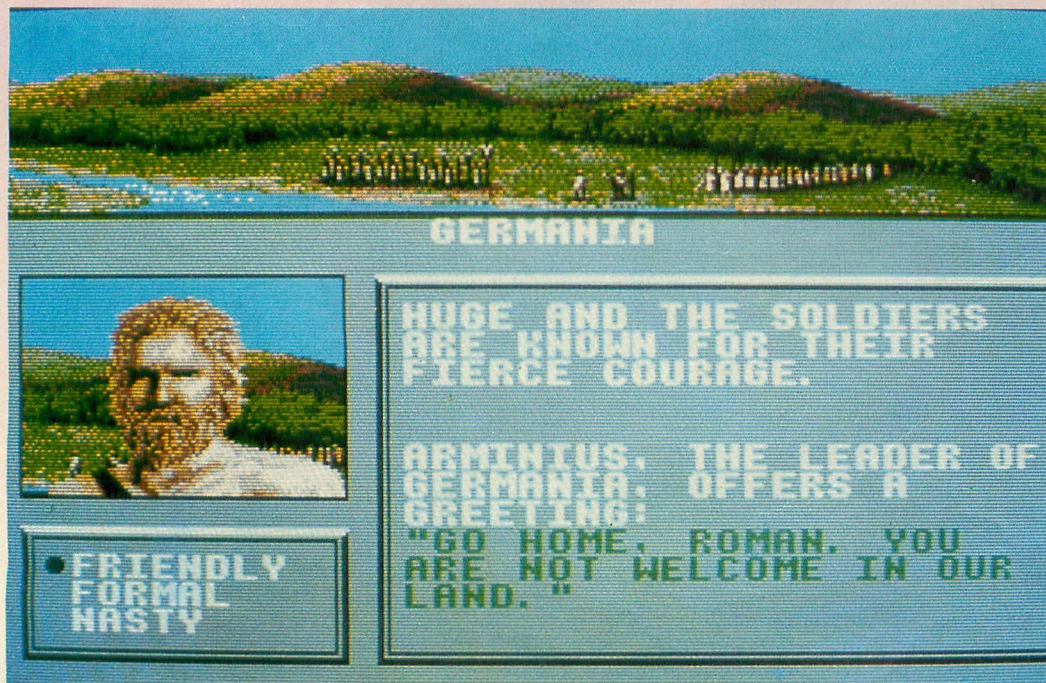 GERMANIA
HUGE AND THE SOLDIERS
ARE KNOWN FOR THEIR
FIERCE COURAGE.
ARMINIUS, THE LEADER OF
GERMANIA, OFFERS A
GREETING:
"GO HOME, ROMAN. YOU
ARE NOT WELCOME IN OUR
LAND."
FRIENDLY
FORMAL
NASTY